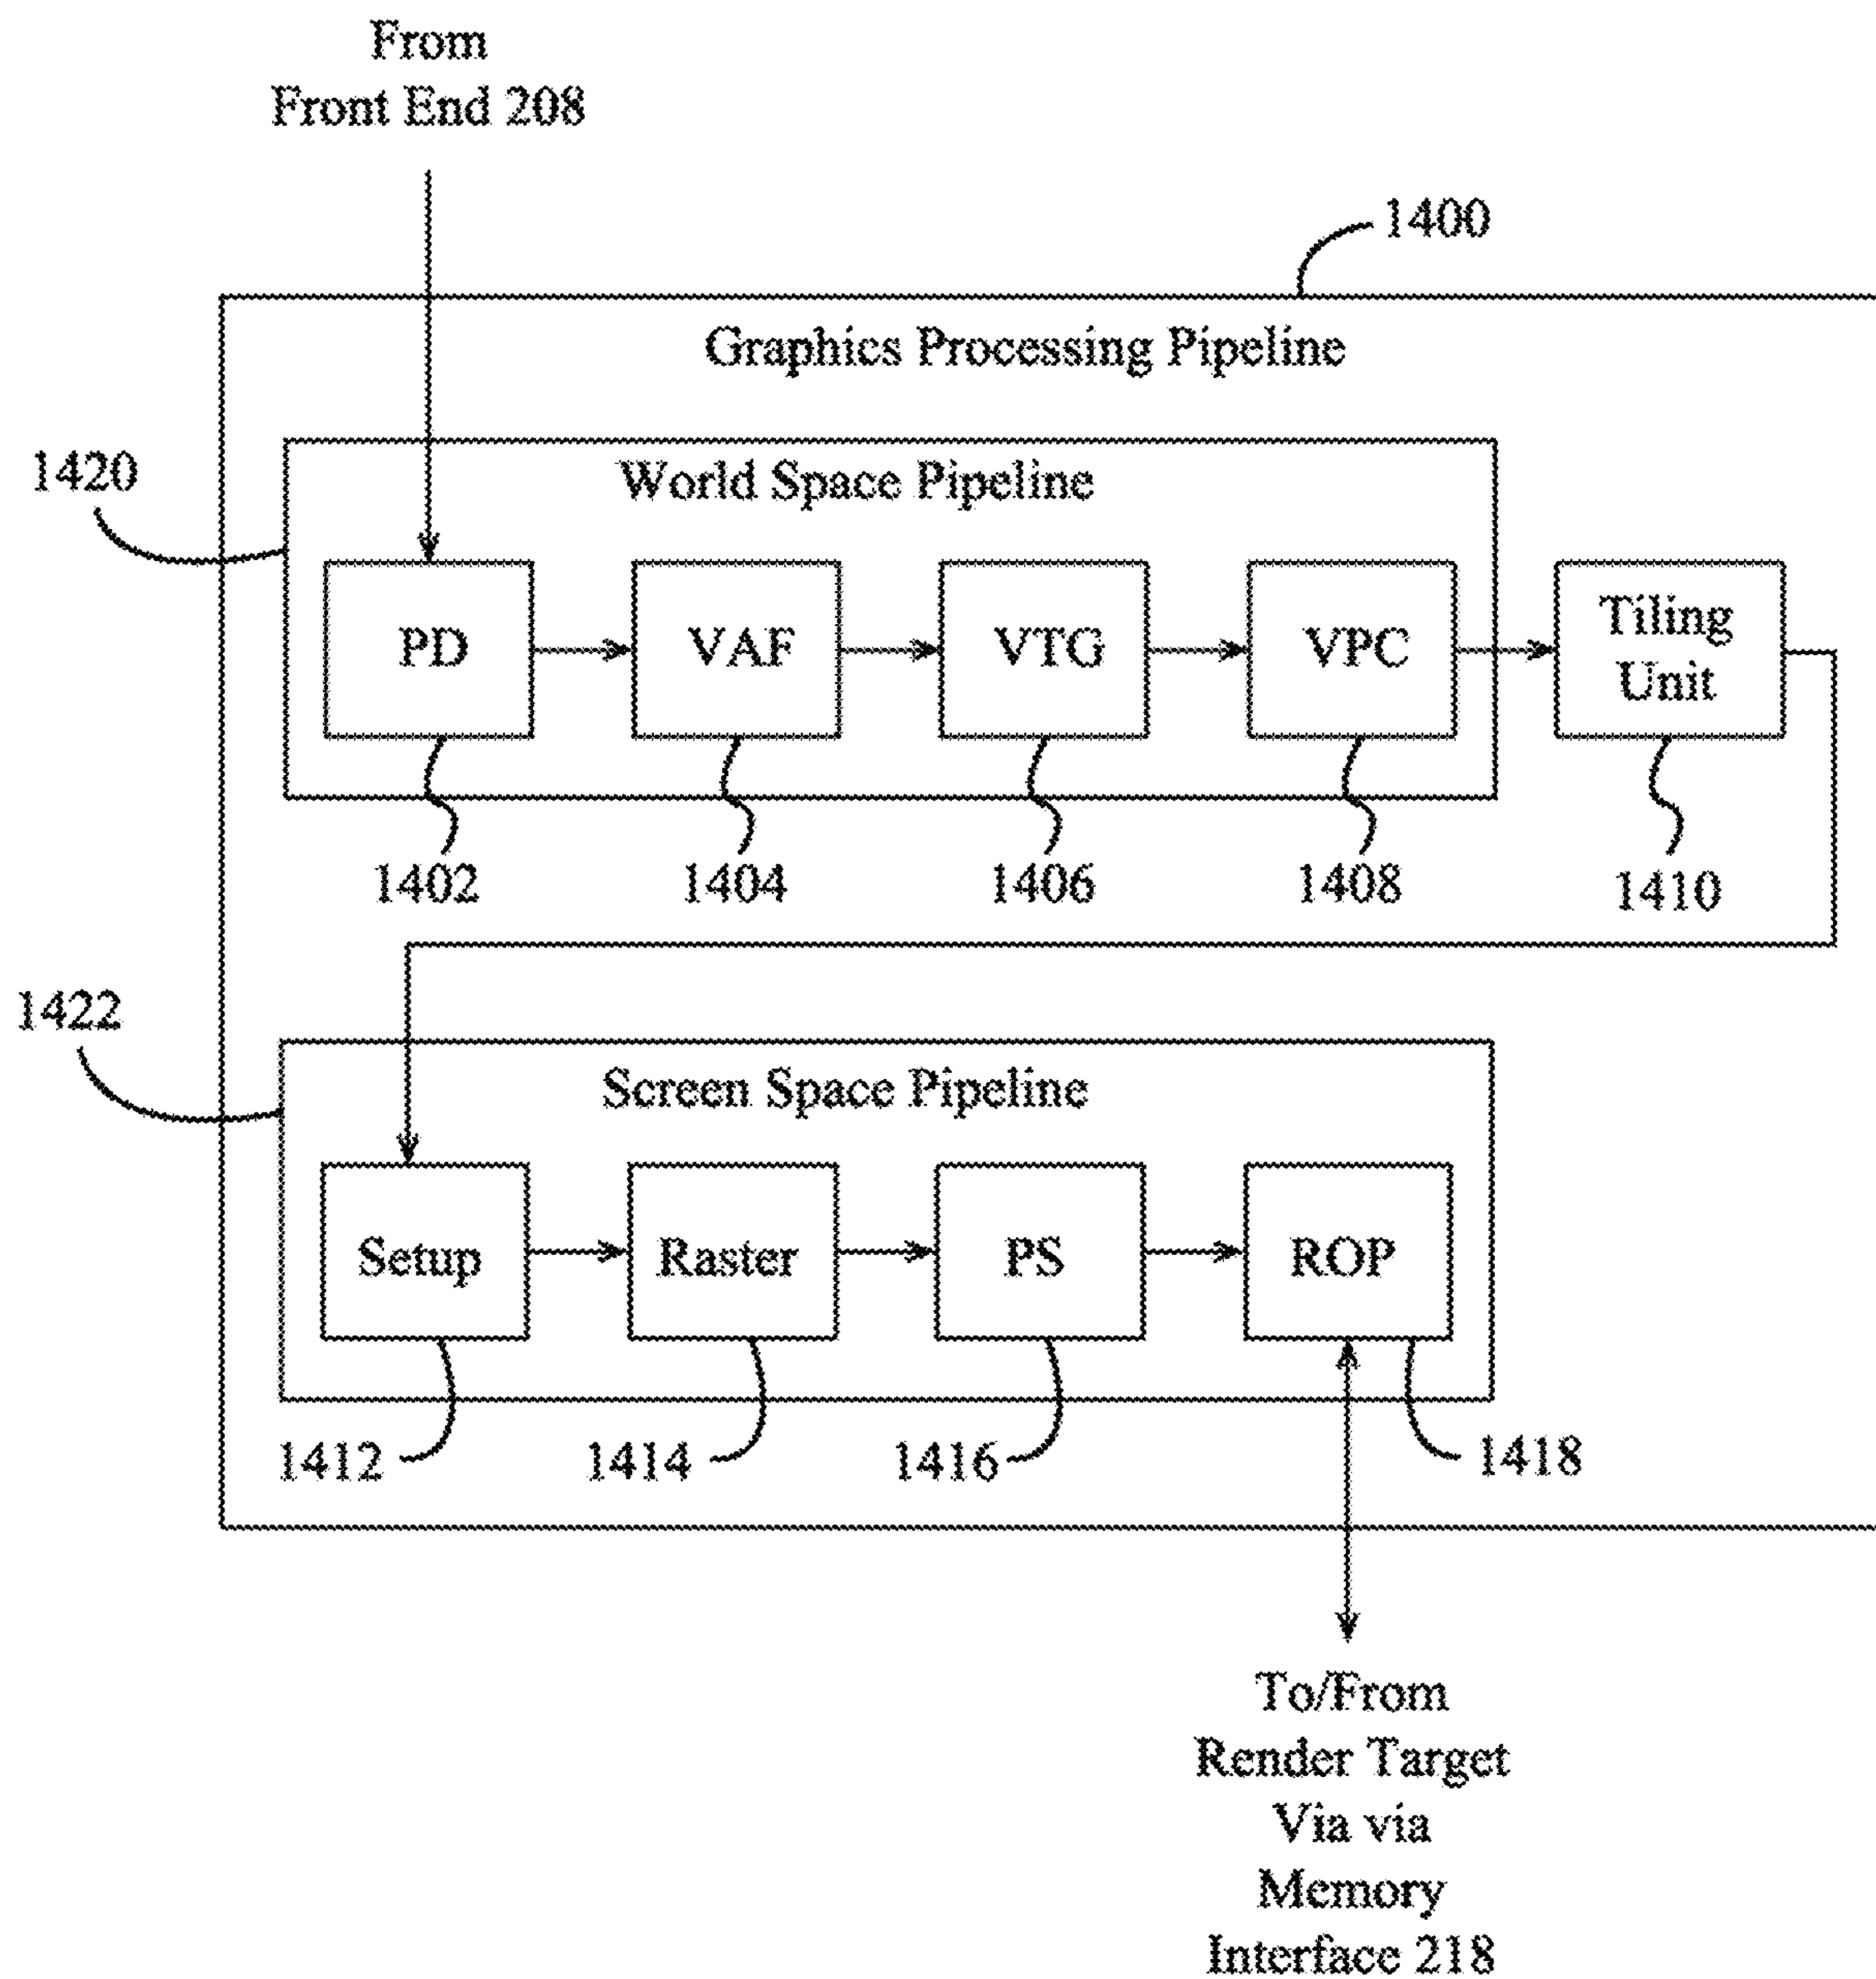 From
Front End 208
1400
Graphics Processing Pipeline
1420
World Space Pipeline
PD
VAF
VTG
VPC
Tiling
Unit
1402
1404
1406
1408
1410
1422
Screen Space Pipeline
Setup
Raster
PS
ROP
1412
1414
1416
1418
To/From
Render Target
Via via
Memory
Interface 218